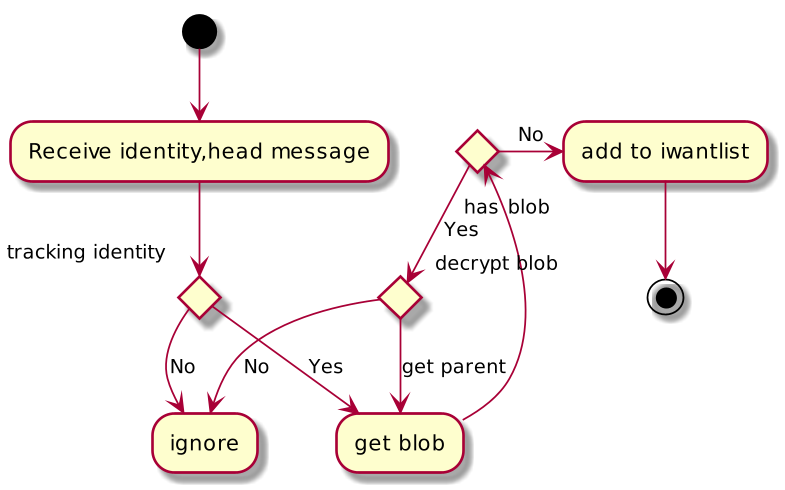 Receive identity,head message
No
add to iwantlist
has blob
Yes
tracking identity
decrypt blob
No
No
Yes
get parent
ignore
get blob